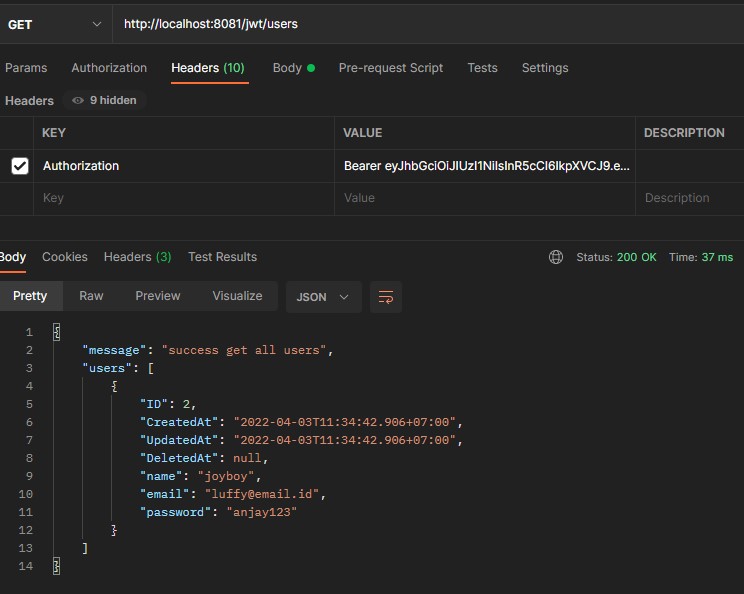 GET http://localhost:8081/jwt/users
Params Authorization Headers (10) Body Pre-request Script Tests Settings
Headers 9 hidden
KEY VALUE DESCRIPTION
Authorization Bearer eyJhbGciOiJIUzI1NiIsInR5cCI6IkpXVCJ9.e...
Key Value Description
Body Cookies Headers (3) Test Results Status: 200 OK Time: 37 ms
Pretty Raw Preview Visualize JSON
1 {
2 "message": "success get all users",
3 "users": [
4 {
5 "ID": 2,
6 "CreatedAt": "2022-04-03T11:34:42.906+07:00",
7 "UpdatedAt": "2022-04-03T11:34:42.906+07:00",
8 "DeletedAt": null,
9 "name": "joyboy",
10 "email": "luffy@email.id",
11 "password": "anjay123"
12 }
13 ]
14 }